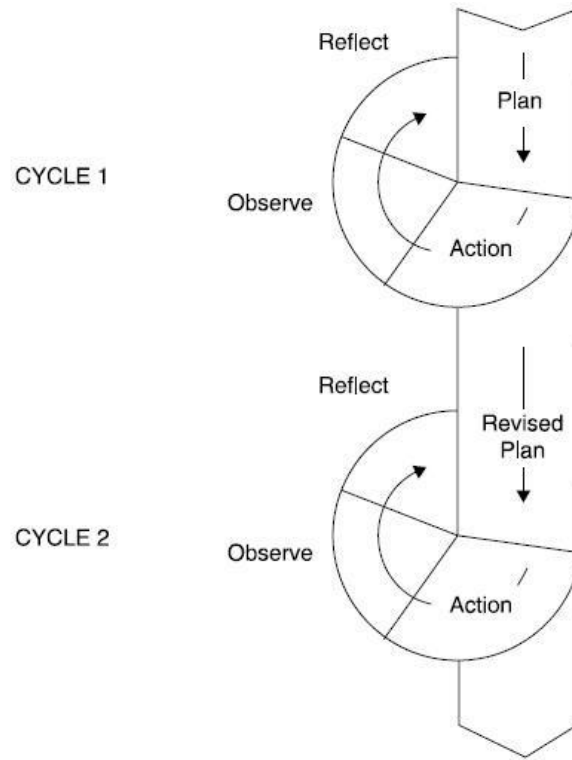 Reflect
Plan
CYCLE 1
Observe
Action
Reflect
Revised
Plan
CYCLE 2
Observe
Action